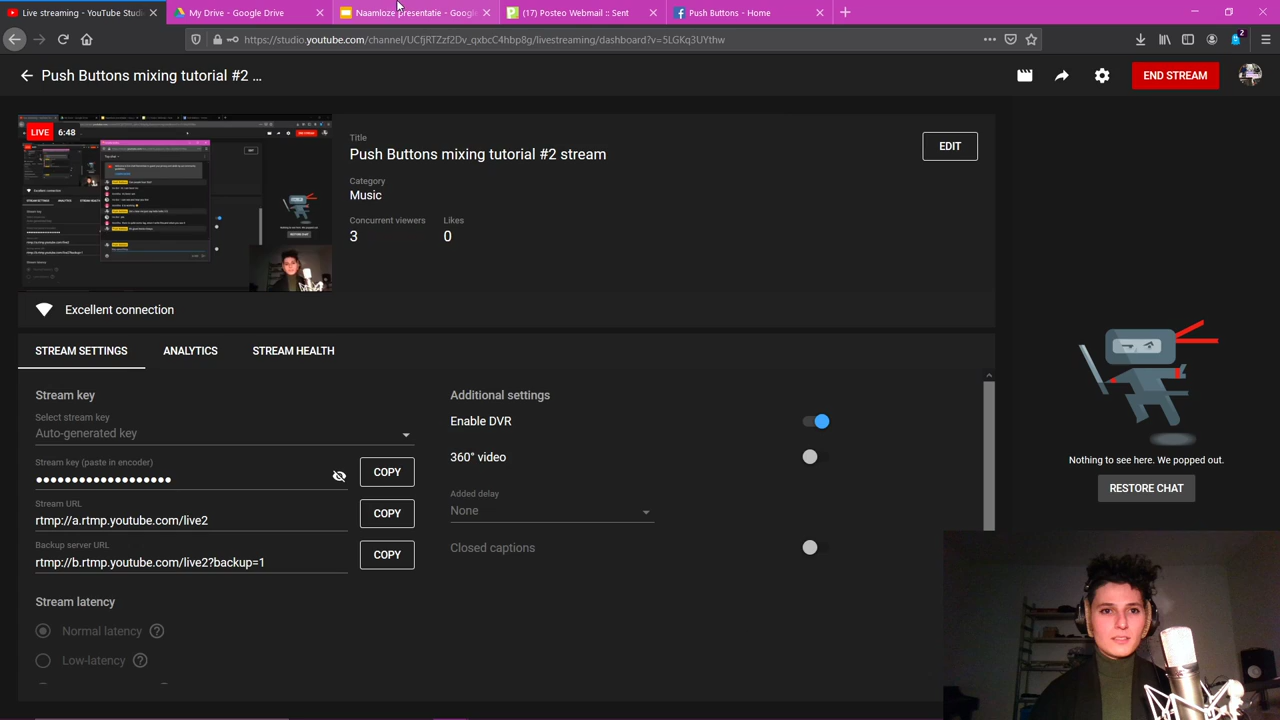 Live streaming - YouTube Studi
My Drive - Google Drive
Naamloze presentatie - Google
(17) Posteo Webmail :: Sent
Push Buttons - Home
https://studio.youtube.com/channel/UCfjRTZzf2Dv_qxbcC4hbp8g/livestreaming/dashboard?v=5LGKq3UYthw
2
Push Buttons mixing tutorial #2 ...
END STREAM
LIVE 6:48
Title
Push Buttons mixing tutorial #2 stream
EDIT
Category
Music
Concurrent viewers
Likes
3
0
Excellent connection
STREAM SETTINGS
ANALYTICS
STREAM HEALTH
Stream key
Select stream key
Auto-generated key
Stream key (paste in encoder)
COPY
Stream URL
rtmp://a.rtmp.youtube.com/live2
COPY
Backup server URL
rtmp://b.rtmp.youtube.com/live2?backup=1
COPY
Stream latency
Normal latency
Low-latency
Additional settings
Enable DVR
360° video
Added delay
None
Closed captions
Nothing to see here. We popped out.
RESTORE CHAT